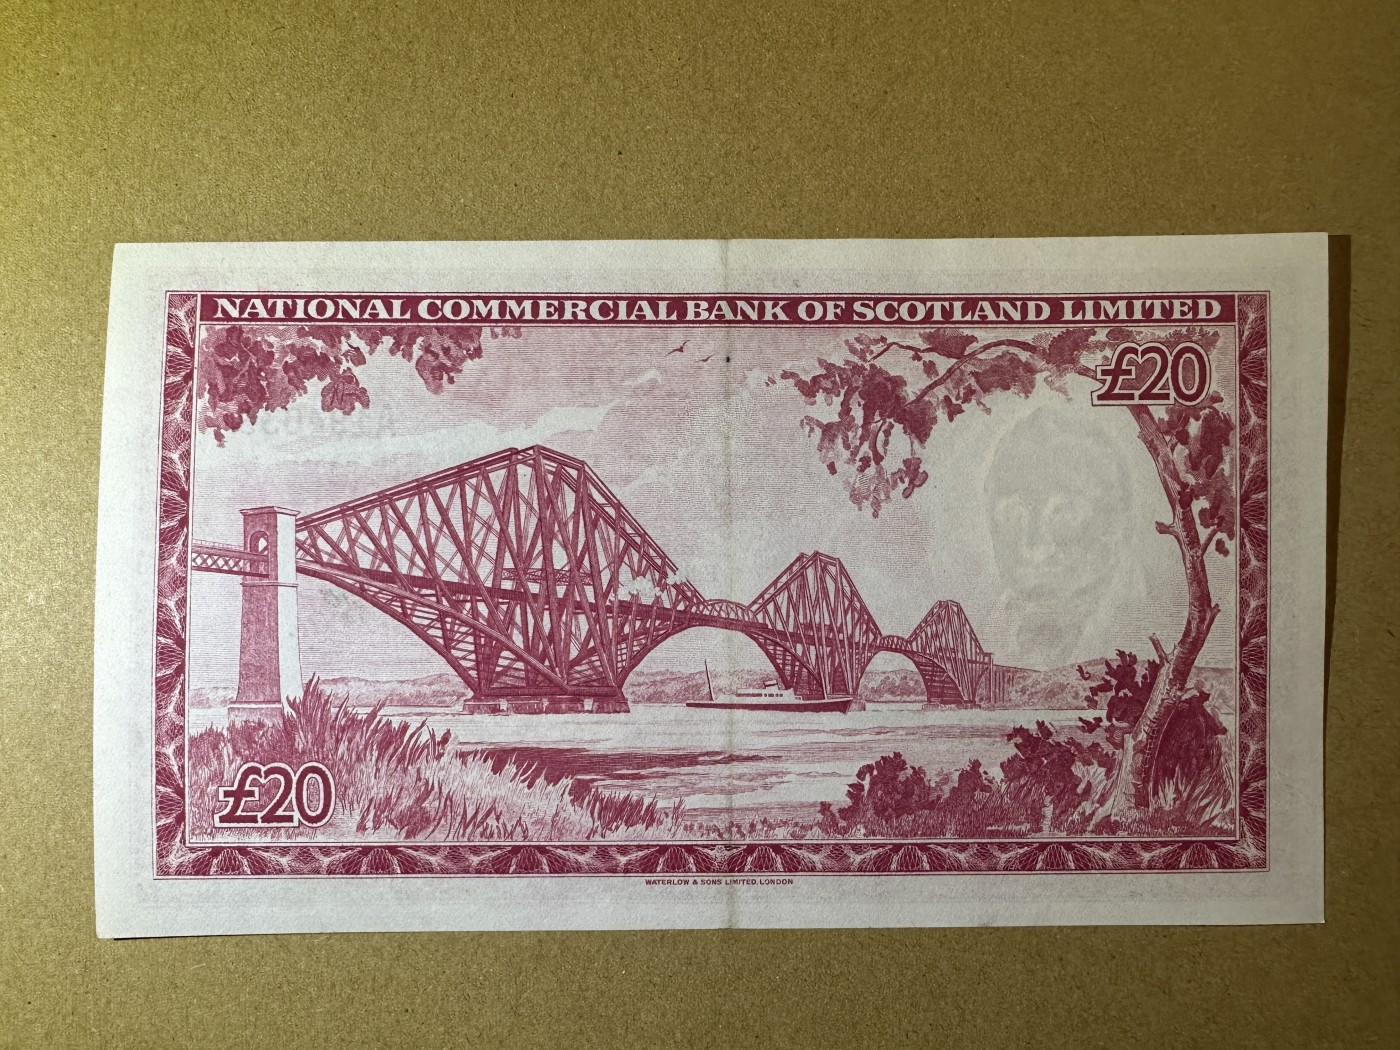 NATIONAL COMMERCIAL BANK OF SCOTLAND LIMITED
£20
£20
WATERLOW & SONS LIMITED, LONDON